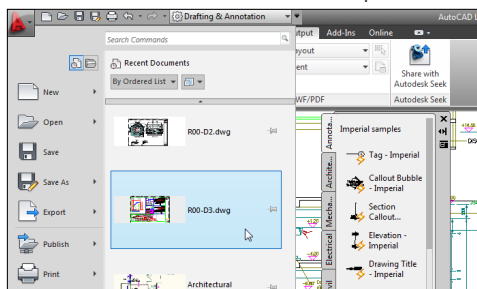 Drafting & Annotation
AutoCAD L
Search Commands
Recent Documents
By Ordered List
New
Open
Save
Save As
Export
Publish
Print
R00-D2.dwg
R00-D3.dwg
Architectural
Add-Ins
Online
Share with
Autodesk Seek
WF/PDF
Autodesk Seek
Annota...
Archite...
Mecha...
Electrical
Imperial samples
Tag - Imperial
Callout Bubble
- Imperial
Section
Callout...
Elevation -
Imperial
Drawing Title
- Imperial